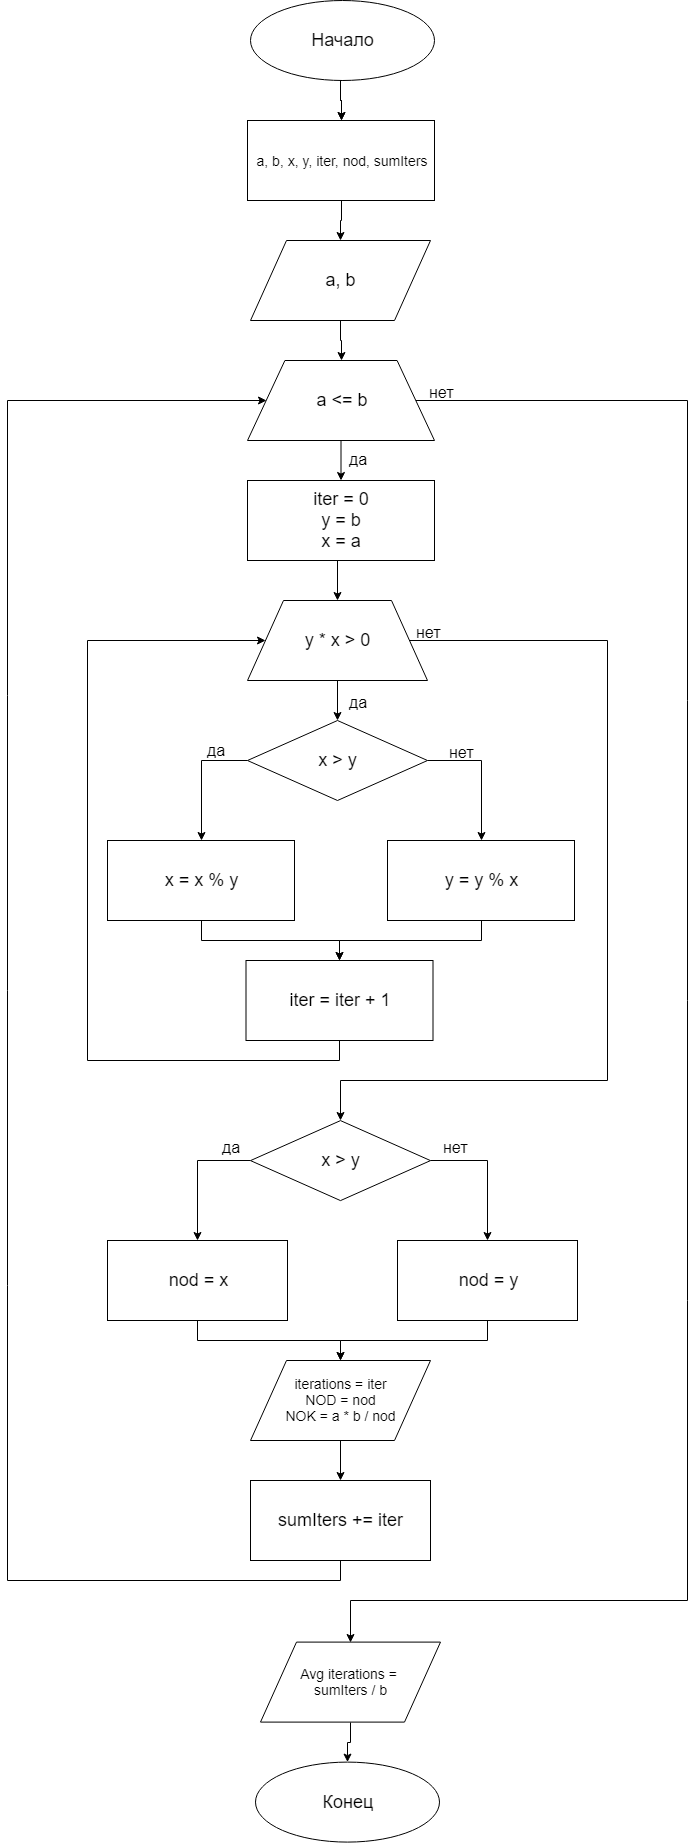 Начало
a, b, x, y, iter, nod, sumIters
a, b
a <= b
нет
да
iter = 0
y = b
x = a
y * x > 0
нет
да
x > y
да
нет
x = x % y
y = y % x
iter = iter + 1
x > y
да
нет
nod = x
nod = y
iterations = iter
NOD = nod
NOK = a * b / nod
sumIters += iter
Avg iterations =
sumIters / b
Конец